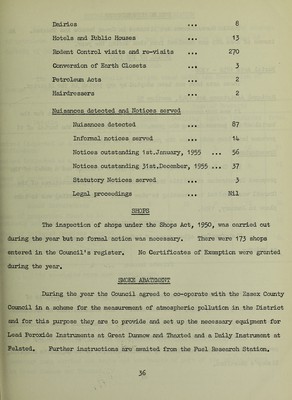 Dairies ... 8
Hotels and Public Houses ... 13
Rodent Control visits and re-visits ... 270
Conversion of Earth Closets ... 3
Petroleum Acts ... 2
Hairdressers ... 2
Nuisances detected and Notices served
Nuisances detected ... 87
Informal notices served ... 14
Notices outstanding 1st.January, 1955 ... 56
Notices outstanding 31st.December, 1955 ... 37
Statutory Notices served ... 3
Legal proceedings ... Nil
SHOPS
The inspection of shops under the Shops Act, 1950, was carried out
during the year but no formal action was necessary. There were 173 shops
entered in the Council's register. No Certificates of Exemption were granted
during the year.
SMOKE ABATEMENT
During the year the Council agreed to co-operate with the Essex County
Council in a scheme for the measurement of atmospheric pollution in the District
and for this purpose they are to provide and set up the necessary equipment for
Lead Peroxide Instruments at Great Dunmow and Thaxted and a Daily Instrument at
Felsted. Further instructions are awaited from the Fuel Research Station.
36